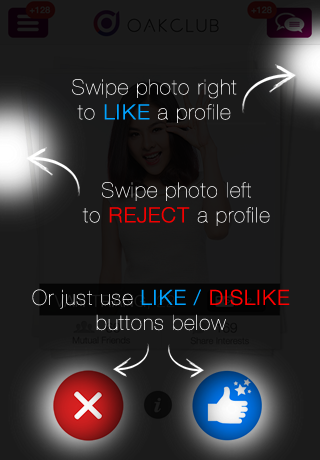 +128
OAKCLUB
+128
Swipe photo right
to LIKE a profile
Swipe photo left
to REJECT a profile
Or just use LIKE / DISLIKE
buttons below
Mutual Friends
Share Interests
i